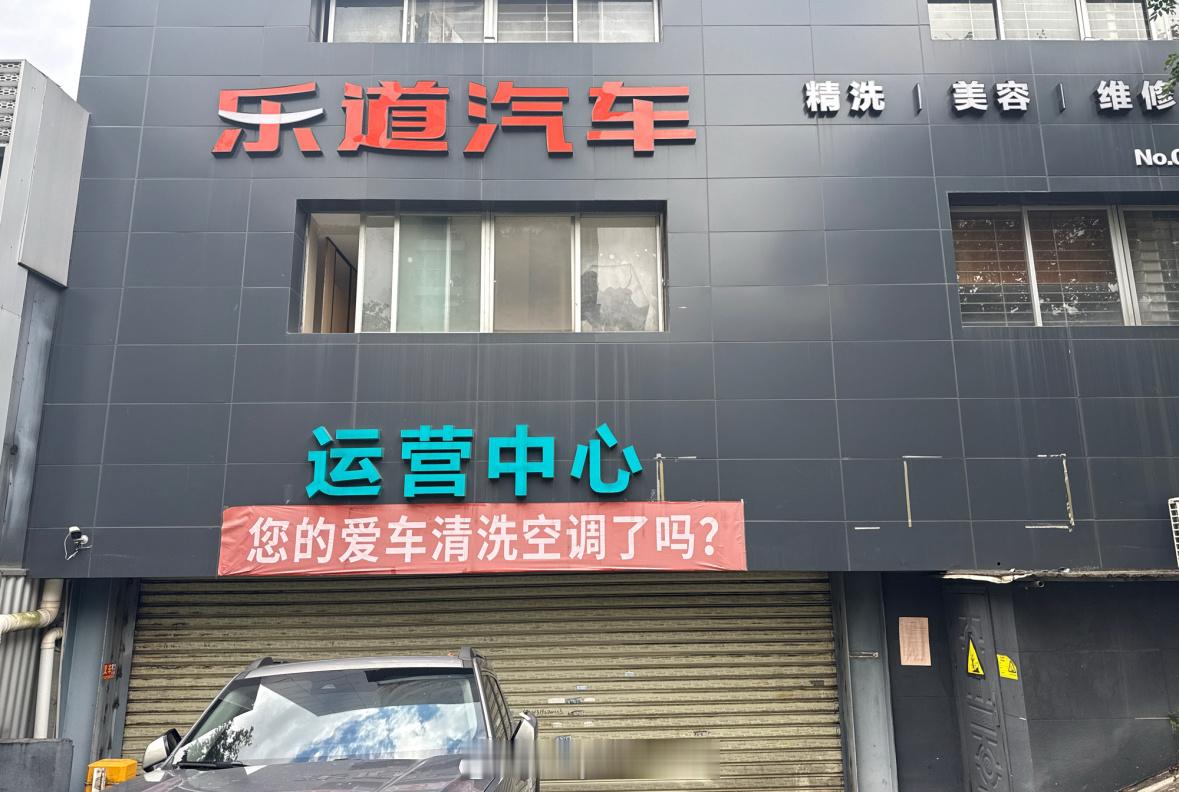 乐道汽车
精洗 | 美容 | 维修
No.0
运营中心
您的爱车清洗空调了吗?